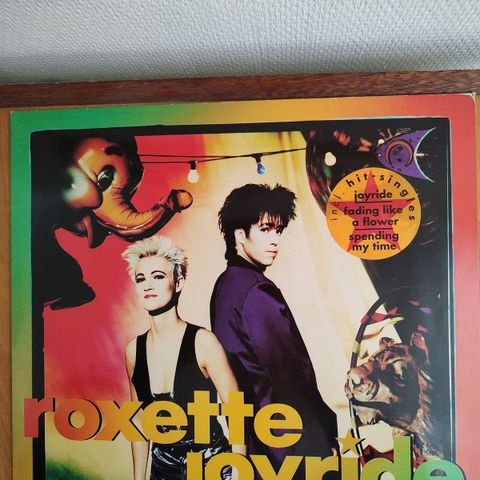 incl. hit-singles
joyride
fading like
a flower
spending
my time
roxette
joyride